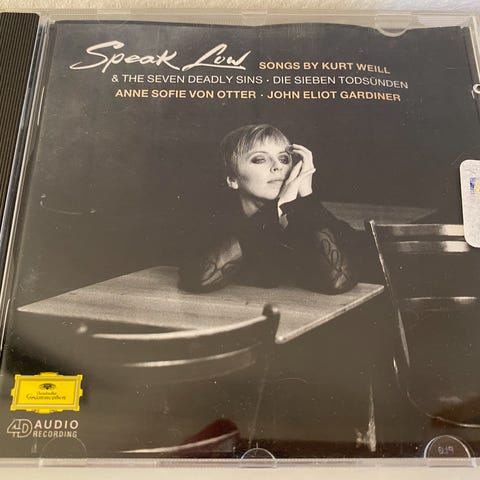 Speak Low SONGS BY KURT WEILL
& THE SEVEN DEADLY SINS · DIE SIEBEN TODSÜNDEN
ANNE SOFIE VON OTTER · JOHN ELIOT GARDINER
Deutsche
Grammophon
4D AUDIO
RECORDING